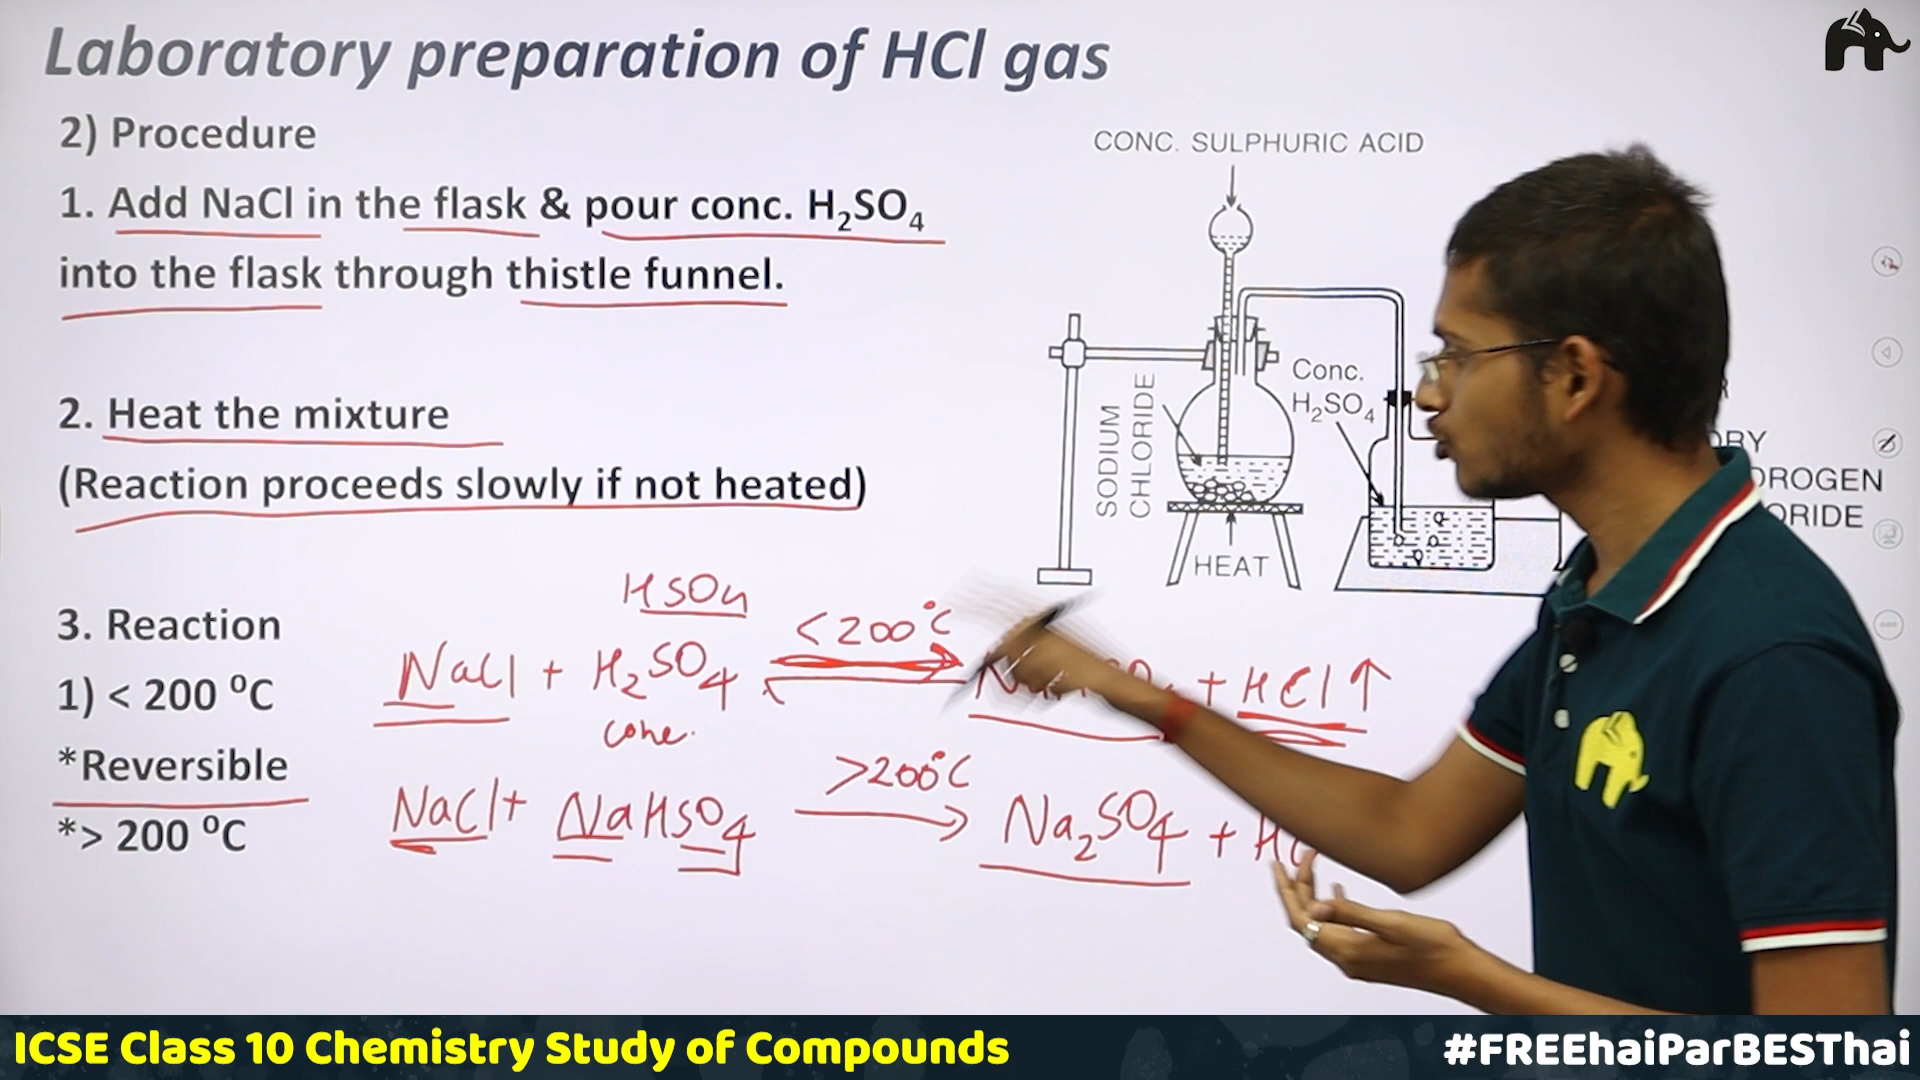 Laboratory preparation of HCl gas
2) Procedure
1. Add NaCl in the flask & pour conc. H₂SO₄
into the flask through thistle funnel.
2. Heat the mixture
(Reaction proceeds slowly if not heated)
3. Reaction
1) < 200 ⁰C
*Reversible
*> 200 ⁰C
HSO₄
NaCl + H₂SO₄ < 200°C + HCl ↑
conc.
NaCl + NaHSO₄ >200°C Na₂SO₄ +
CONC. SULPHURIC ACID
SODIUM
CHLORIDE
Conc.
H₂SO₄
HEAT
ICSE Class 10 Chemistry Study of Compounds
#FREEhaiParBESThai